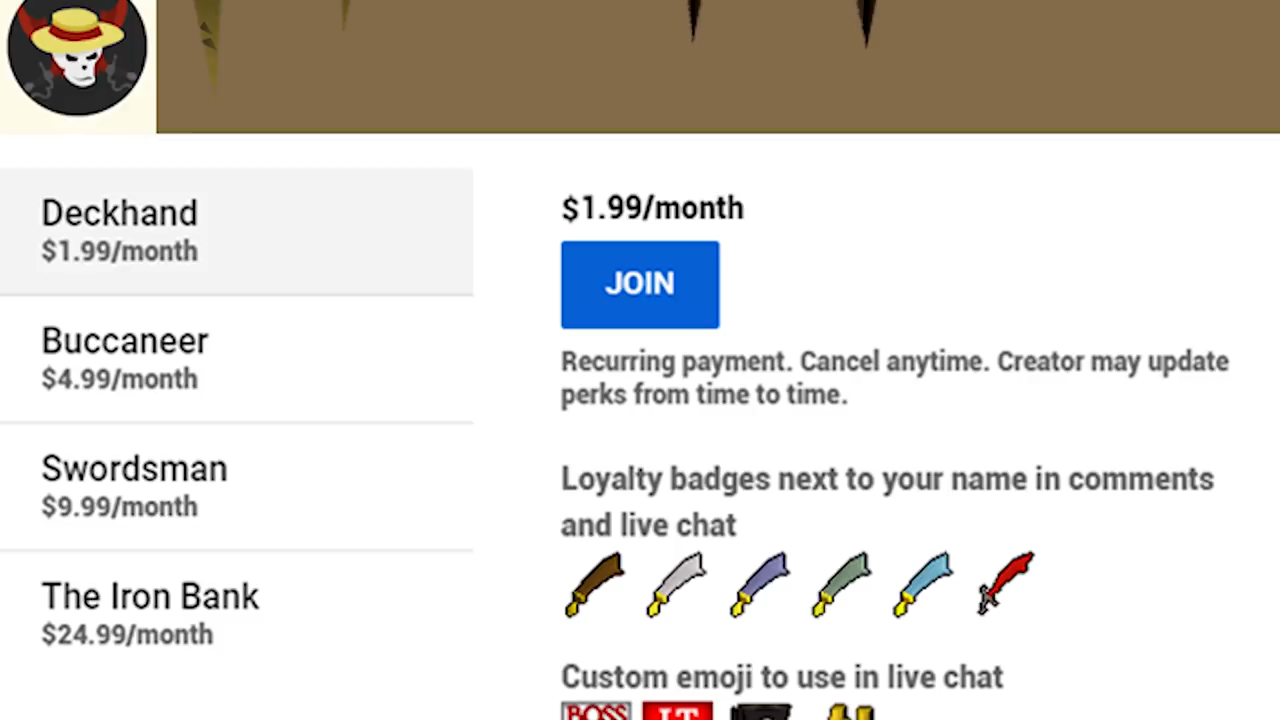 Deckhand
$1.99/month
Buccaneer
$4.99/month
Swordsman
$9.99/month
The Iron Bank
$24.99/month
$1.99/month
JOIN
Recurring payment. Cancel anytime. Creator may update
perks from time to time.
Loyalty badges next to your name in comments
and live chat
Custom emoji to use in live chat
BOSS